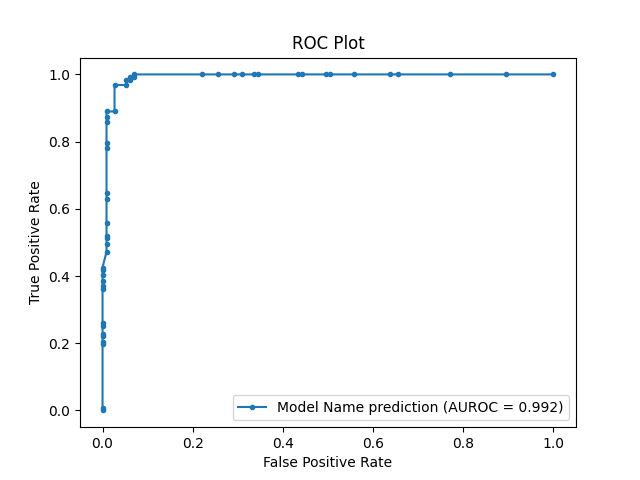 ROC Plot
True Positive Rate
1.0
0.8
0.6
0.4
0.2
0.0
Model Name prediction (AUROC = 0.992)
0.0 0.2 0.4 0.6 0.8 1.0
False Positive Rate